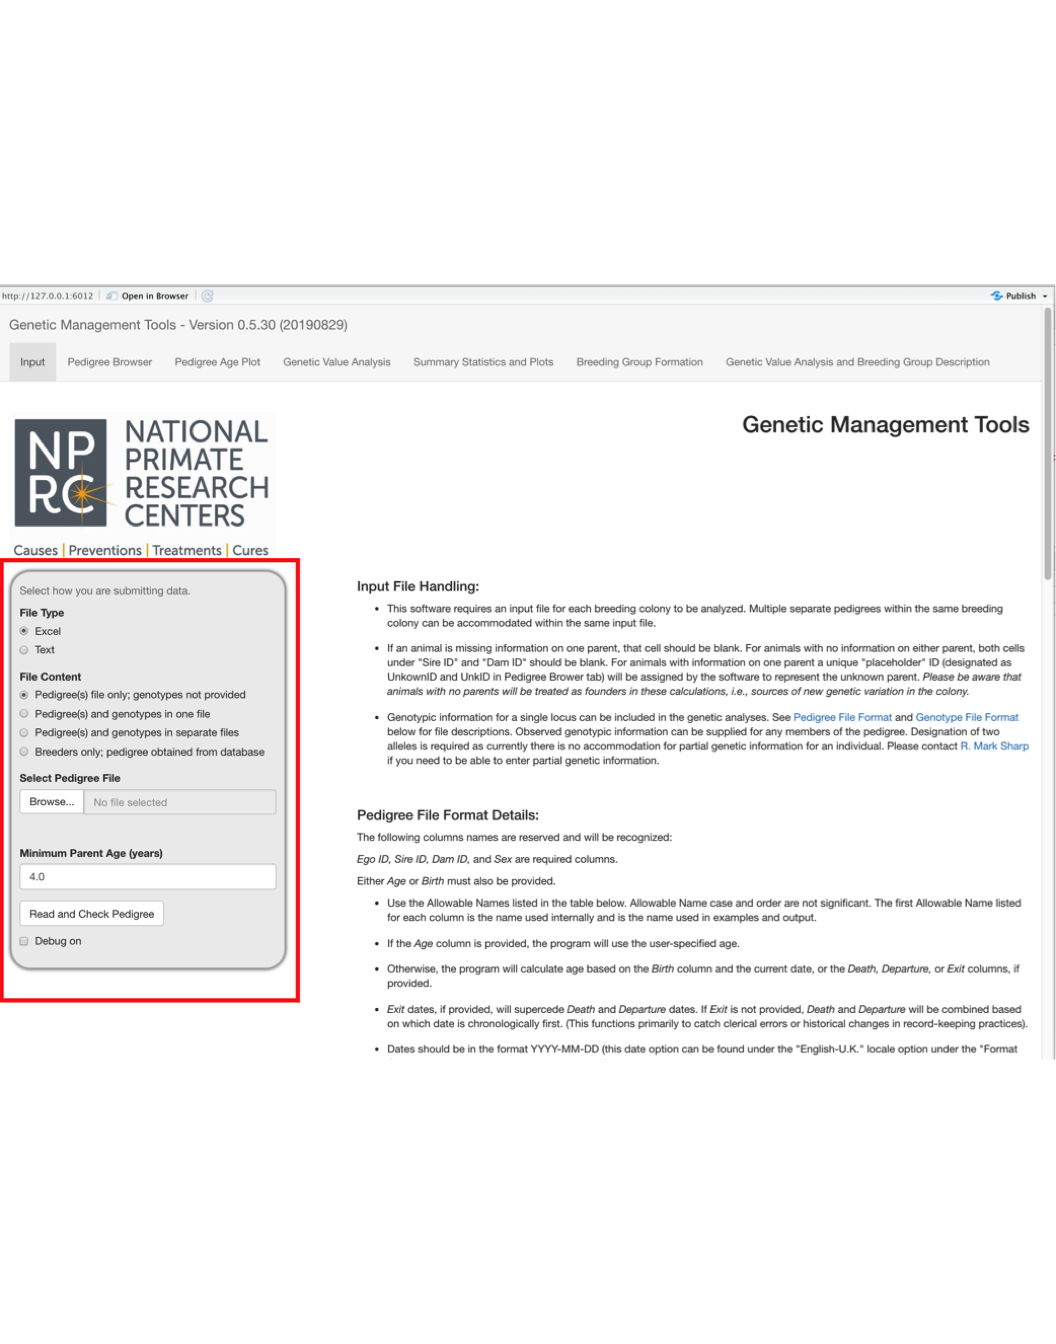 http://127.0.0.1:6012 Open in Browser Publish
Genetic Management Tools - Version 0.5.30 (20190829)
Input Pedigree Browser Pedigree Age Plot Genetic Value Analysis Summary Statistics and Plots Breeding Group Formation Genetic Value Analysis and Breeding Group Description
NP
RC
NATIONAL
PRIMATE
RESEARCH
CENTERS
Causes | Preventions | Treatments | Cures
Genetic Management Tools
Select how you are submitting data.
File Type
Excel
Text
File Content
Pedigree(s) file only; genotypes not provided
Pedigree(s) and genotypes in one file
Pedigree(s) and genotypes in separate files
Breeders only; pedigree obtained from database
Select Pedigree File
Browse... No file selected
Minimum Parent Age (years)
4.0
Read and Check Pedigree
Debug on
Input File Handling:
• This software requires an input file for each breeding colony to be analyzed. Multiple separate pedigrees within the same breeding
colony can be accommodated within the same input file.
• If an animal is missing information on one parent, that cell should be blank. For animals with no information on either parent, both cells
under "Sire ID" and "Dam ID" should be blank. For animals with information on one parent a unique "placeholder" ID (designated as
UnkownID and UnkID in Pedigree Brower tab) will be assigned by the software to represent the unknown parent. Please be aware that
animals with no parents will be treated as founders in these calculations, i.e., sources of new genetic variation in the colony.
• Genotypic information for a single locus can be included in the genetic analyses. See Pedigree File Format and Genotype File Format
below for file descriptions. Observed genotypic information can be supplied for any members of the pedigree. Designation of two
alleles is required as currently there is no accommodation for partial genetic information for an individual. Please contact R. Mark Sharp
if you need to be able to enter partial genetic information.
Pedigree File Format Details:
The following columns names are reserved and will be recognized:
Ego ID, Sire ID, Dam ID, and Sex are required columns.
Either Age or Birth must also be provided.
• Use the Allowable Names listed in the table below. Allowable Name case and order are not significant. The first Allowable Name listed
for each column is the name used internally and is the name used in examples and output.
• If the Age column is provided, the program will use the user-specified age.
• Otherwise, the program will calculate age based on the Birth column and the current date, or the Death, Departure, or Exit columns, if
provided.
• Exit dates, if provided, will supercede Death and Departure dates. If Exit is not provided, Death and Departure will be combined based
on which date is chronologically first. (This functions primarily to catch clerical errors or historical changes in record-keeping practices).
• Dates should be in the format YYYY-MM-DD (this date option can be found under the "English-U.K." locale option under the "Format